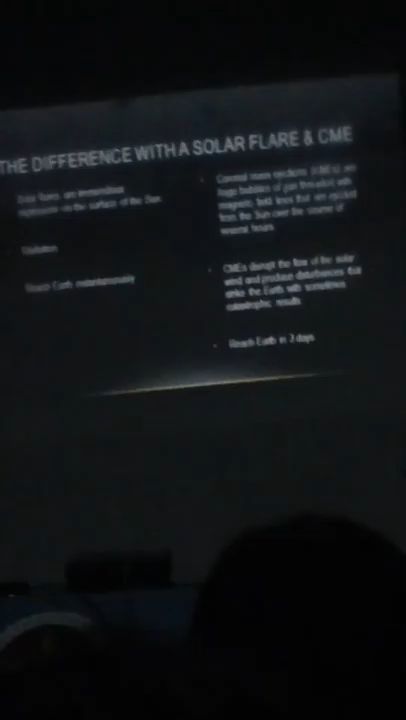 THE DIFFERENCE WITH A SOLAR FLARE & CME
Solar flares are tremendous
explosions on the surface of the Sun
Radiation
Reach Earth instantaneously
Coronal mass ejections (CMEs) are
huge bubbles of gas threaded with
magnetic field lines that are ejected
from the Sun over the course of
several hours
CMEs disrupt the flow of the solar
wind and produce disturbances that
strike the Earth with sometimes
catastrophic results
Reach Earth in 2 days